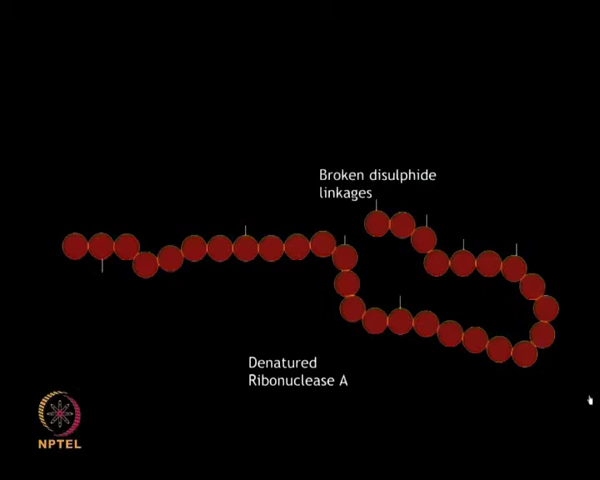 Broken disulphide
linkages
Denatured
Ribonuclease A
NPTEL